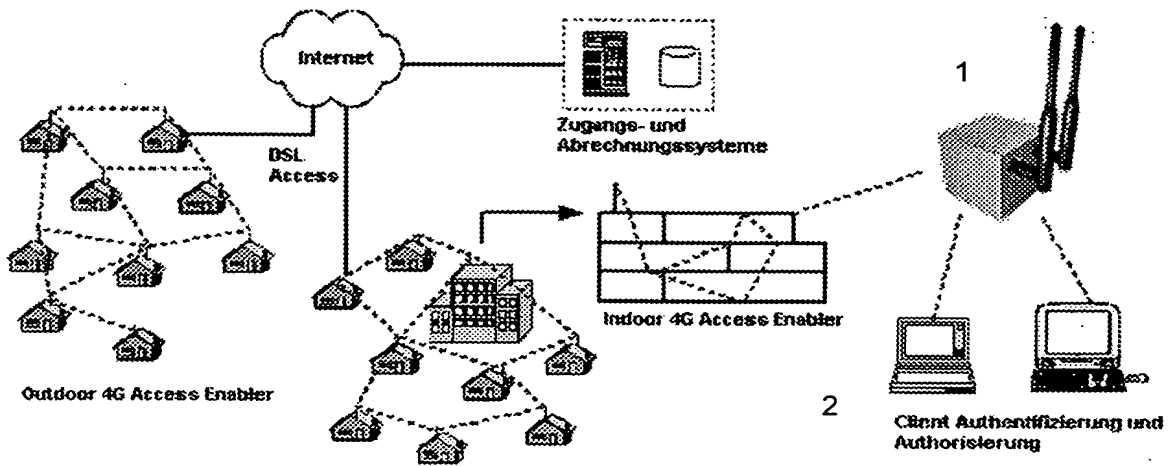 Internet
Zugangs- und
Abrechnungssysteme
1
DSL
Access
Indoor 4G Access Enabler
Outdoor 4G Access Enabler
2
Client Authentifizierung und
Authorisierung